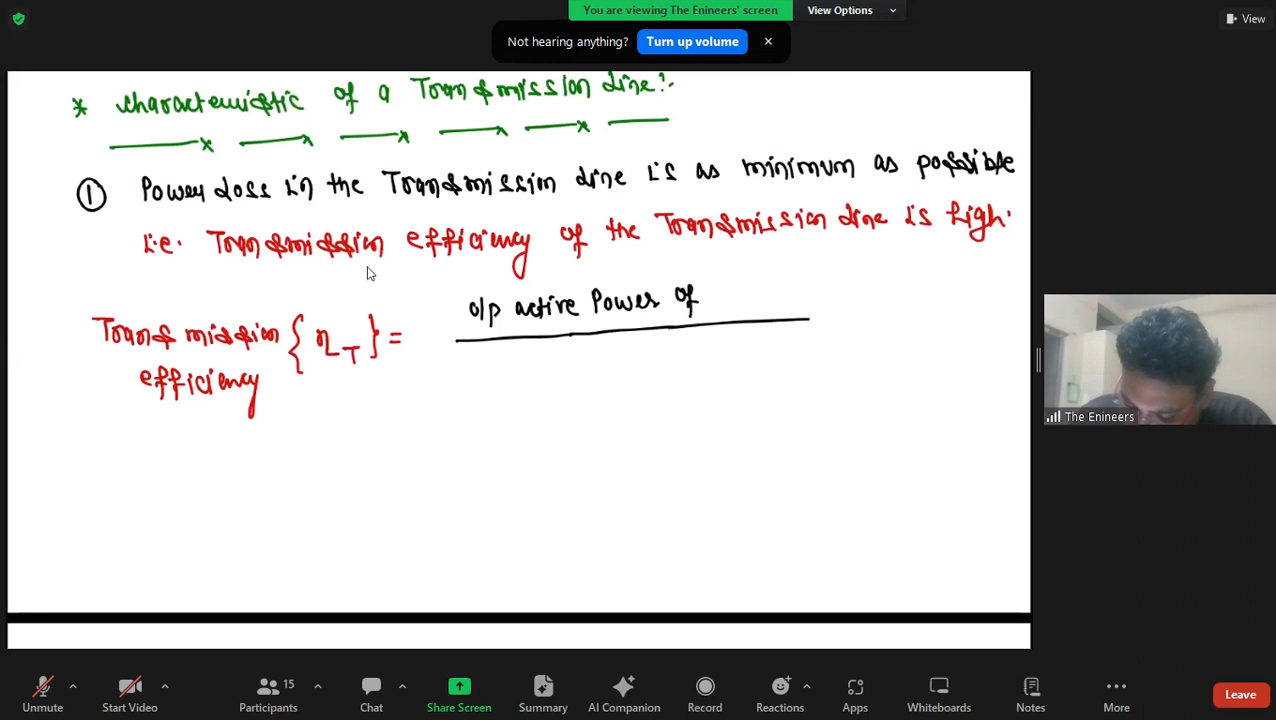 You are viewing The Enineers' screen
View Options
View
Not hearing anything?
Turn up volume
* characteristic of a Transmission line:-
① Power loss in the Transmission line is as minimum as possible
i.e. Transmission efficiency of the Transmission line is high.
o/p active Power of
Transmission {η_T} =
efficiency
The Enineers
15
Unmute
Start Video
Participants
Chat
Share Screen
Summary
AI Companion
Record
Reactions
Apps
Whiteboards
Notes
More
Leave